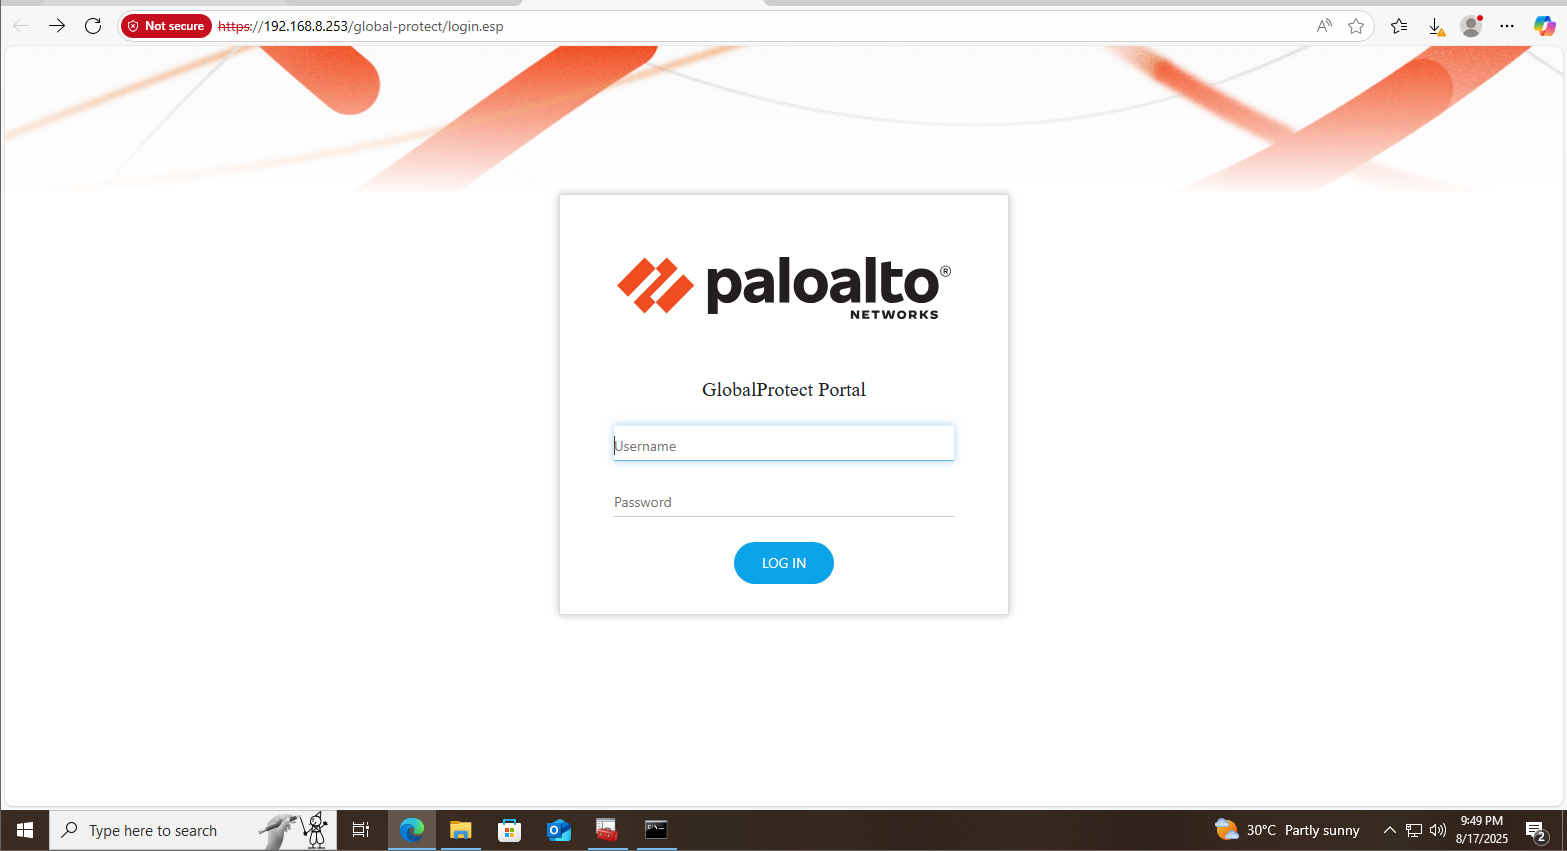 Not secure https://192.168.8.253/global-protect/login.esp
paloalto®
NETWORKS
GlobalProtect Portal
Username
Password
LOG IN
Type here to search
30°C Partly sunny
9:49 PM
8/17/2025
2